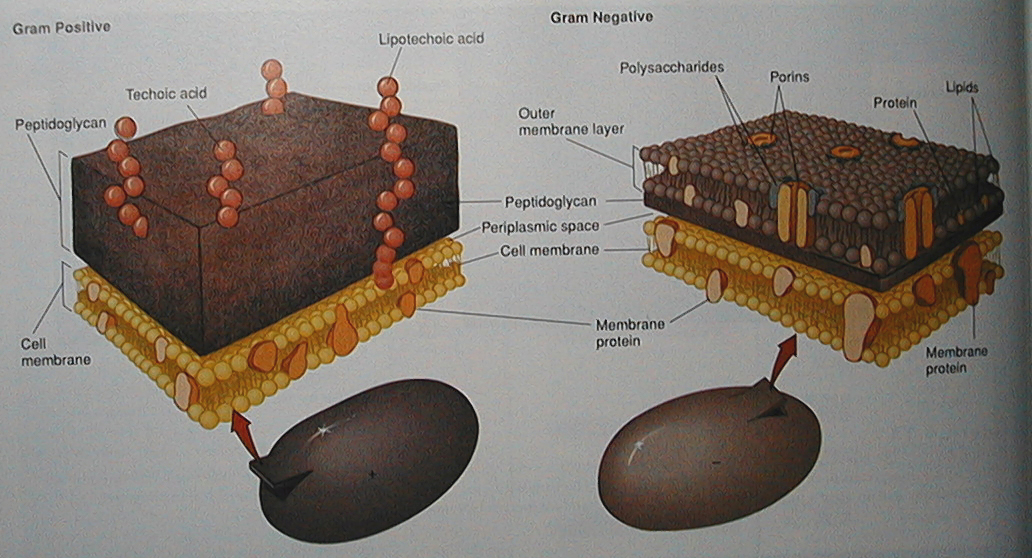 Gram Positive
Gram Negative
Lipotechoic acid
Techoic acid
Peptidoglycan
Polysaccharides
Porins
Lipids
Protein
Outer
membrane layer
Peptidoglycan
Periplasmic space
Cell membrane
Membrane
protein
Cell
membrane
Membrane
protein
+
−